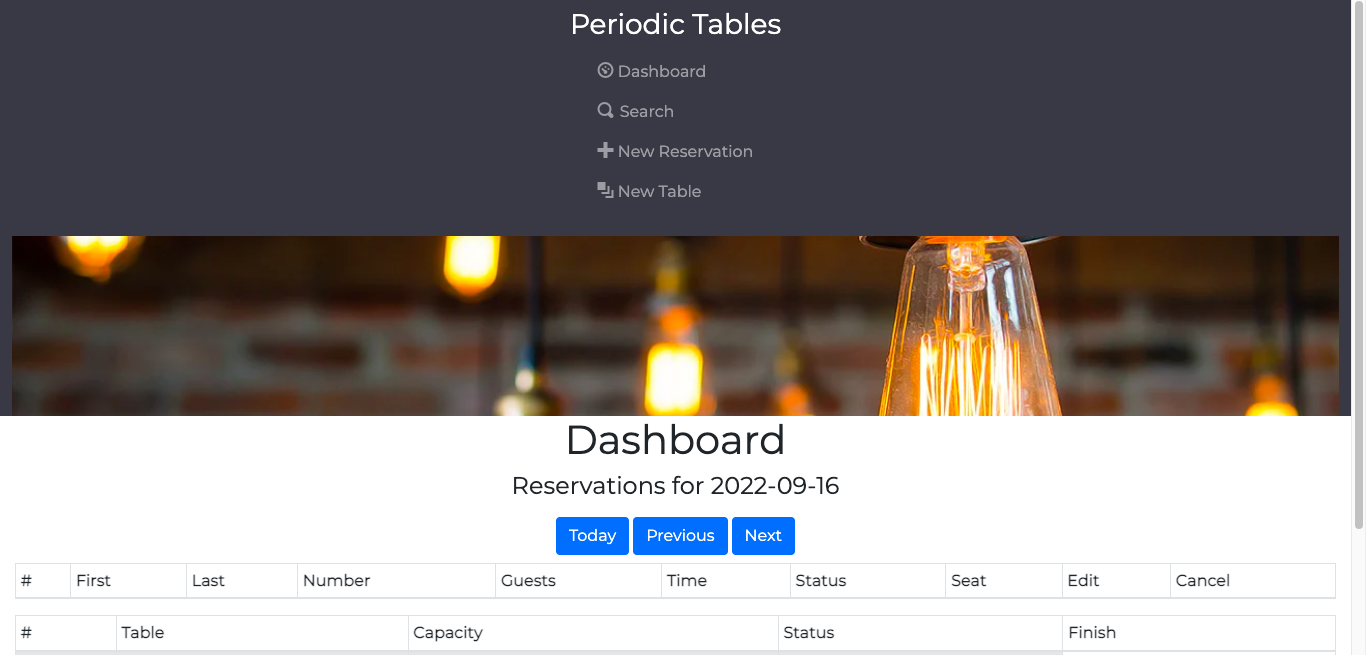 Periodic Tables
Dashboard
Search
New Reservation
New Table
Dashboard
Reservations for 2022-09-16
Today Previous Next
# First Last Number Guests Time Status Seat Edit Cancel
# Table Capacity Status Finish